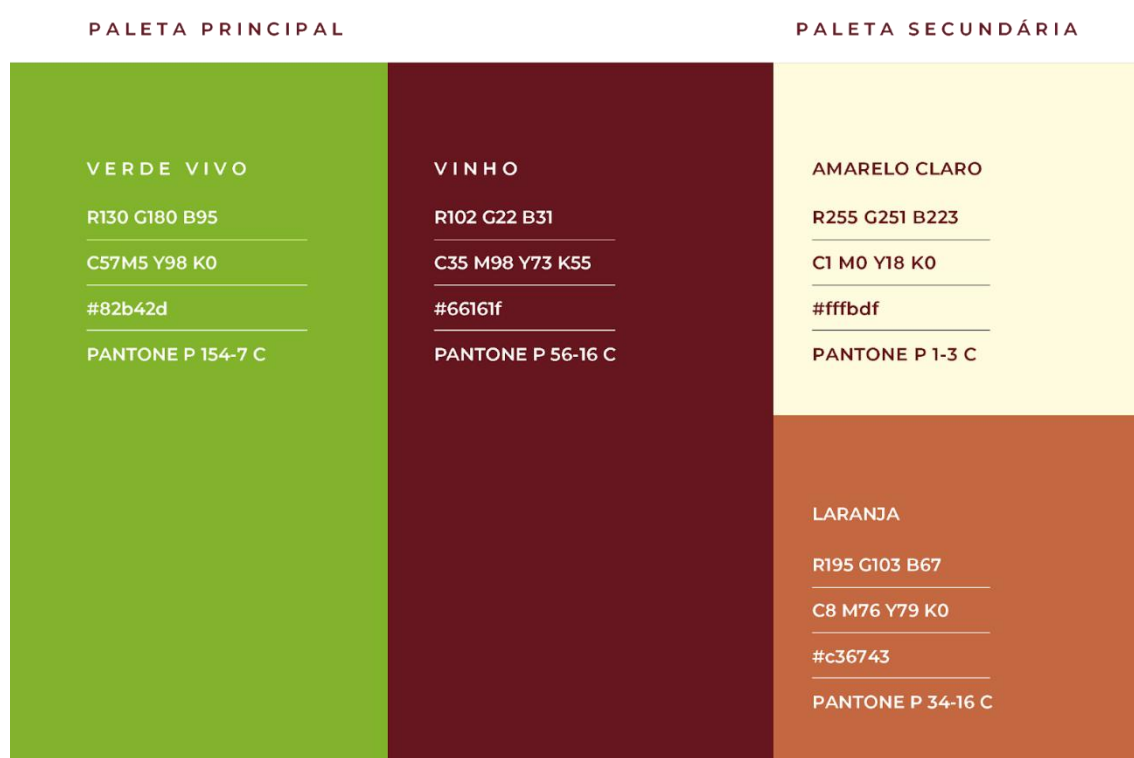 PALETA PRINCIPAL
PALETA SECUNDÁRIA
VERDE VIVO
R130 G180 B95
C57M5 Y98 K0
#82b42d
PANTONE P 154-7 C
VINHO
R102 G22 B31
C35 M98 Y73 K55
#66161f
PANTONE P 56-16 C
AMARELO CLARO
R255 G251 B223
C1 M0 Y18 K0
#fffbdf
PANTONE P 1-3 C
LARANJA
R195 G103 B67
C8 M76 Y79 K0
#c36743
PANTONE P 34-16 C